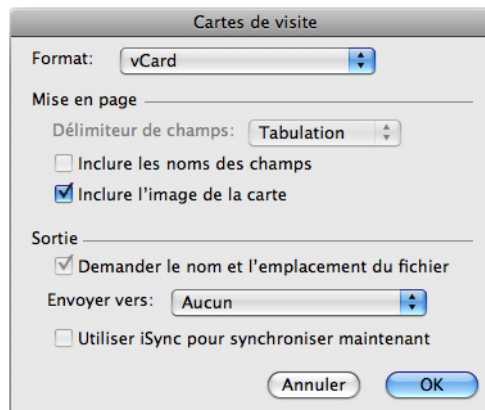 Cartes de visite
Format: vCard
Mise en page
Délimiteur de champs: Tabulation
Inclure les noms des champs
Inclure l'image de la carte
Sortie
Demander le nom et l'emplacement du fichier
Envoyer vers: Aucun
Utiliser iSync pour synchroniser maintenant
Annuler OK